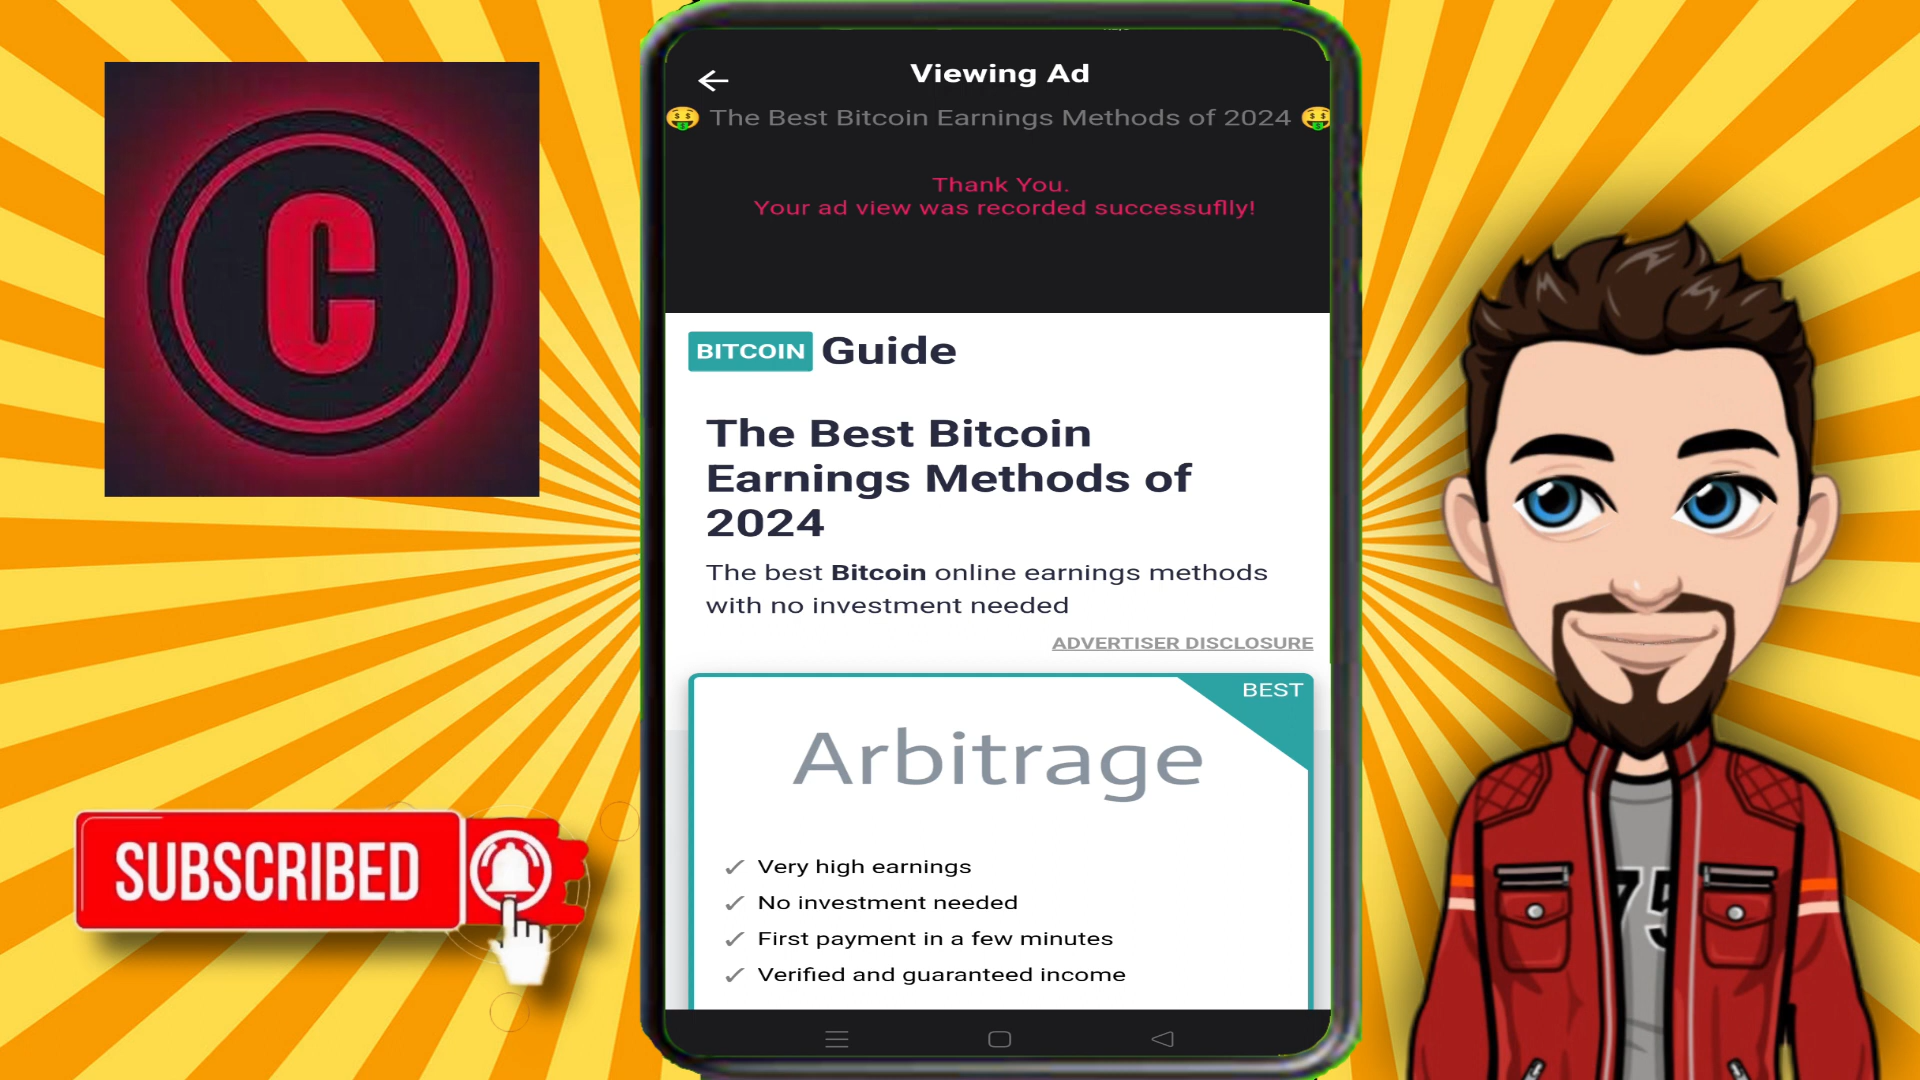 C
Viewing Ad
The Best Bitcoin Earnings Methods of 2024
Thank You.
Your ad view was recorded successuflly!
BITCOIN Guide
The Best Bitcoin
Earnings Methods of
2024
The best Bitcoin online earnings methods
with no investment needed
ADVERTISER DISCLOSURE
BEST
Arbitrage
✓ Very high earnings
✓ No investment needed
✓ First payment in a few minutes
✓ Verified and guaranteed income
SUBSCRIBED
75